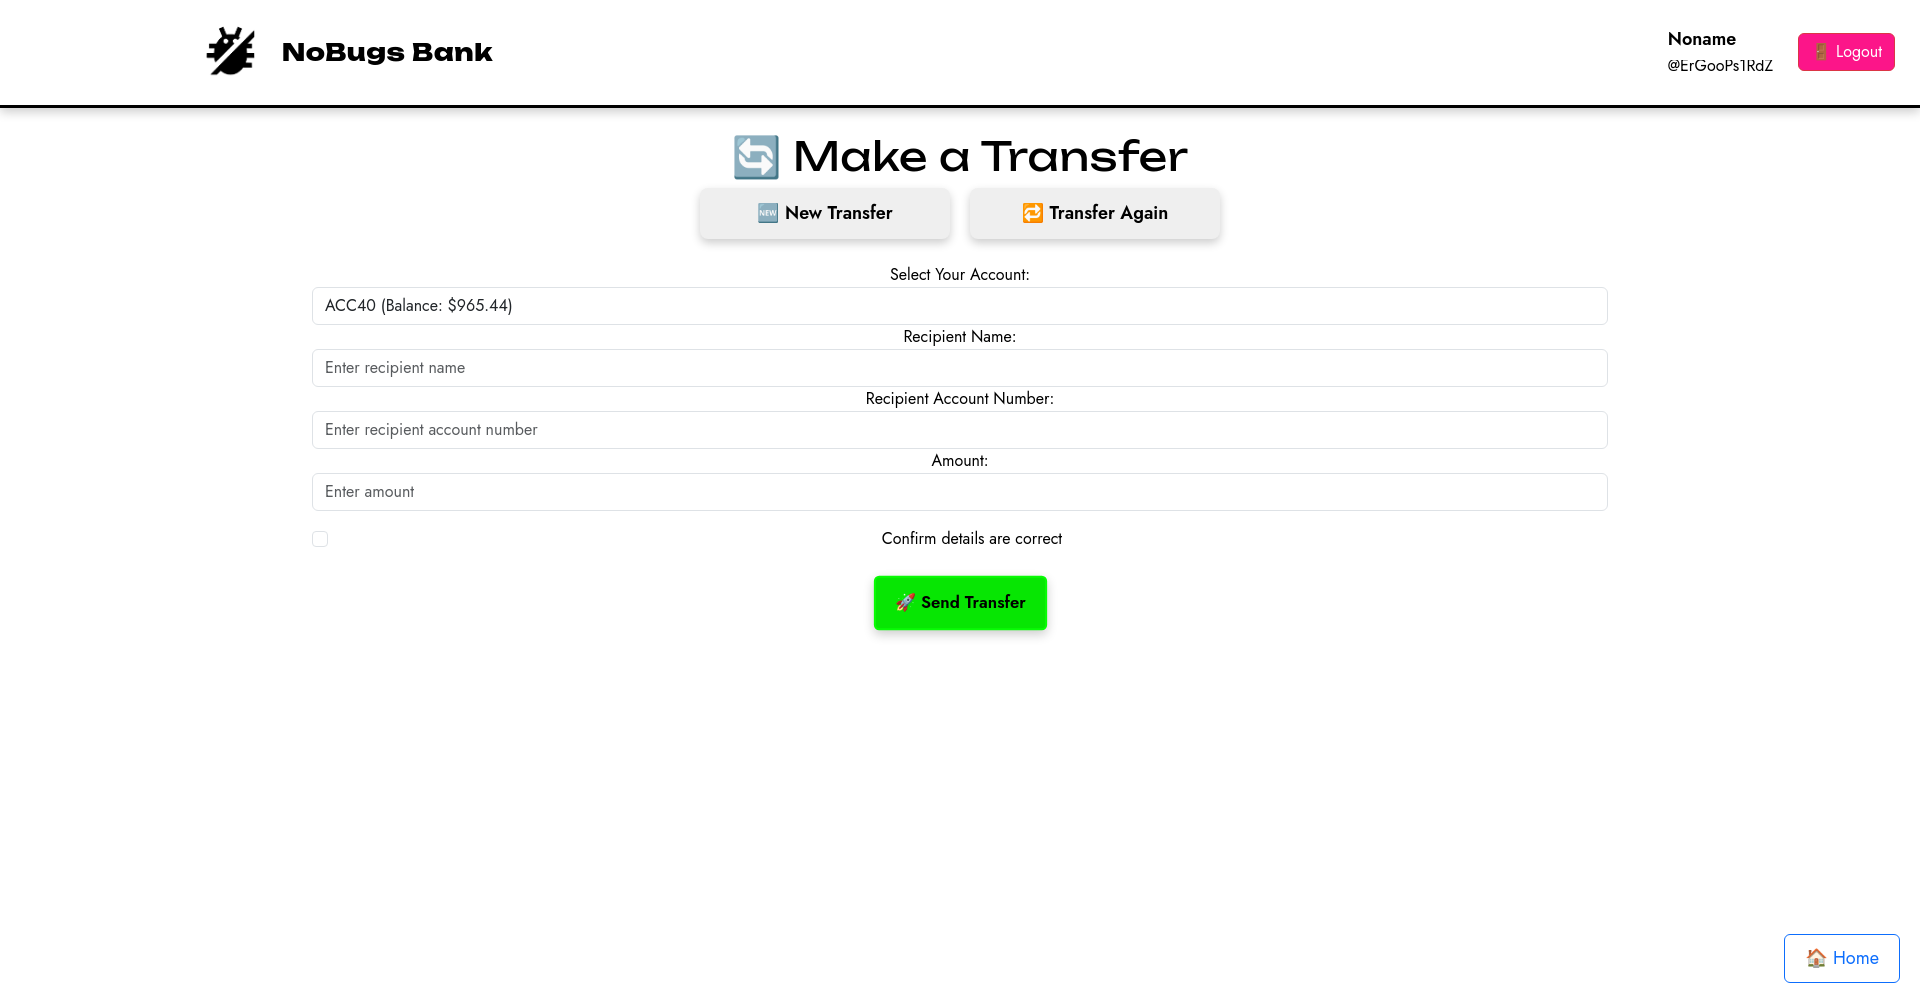 NoBugs Bank
Noname
@ErGooPs1RdZ
🚪 Logout
🔄 Make a Transfer
🆕 New Transfer
🔁 Transfer Again
Select Your Account:
ACC40 (Balance: $965.44)
Recipient Name:
Enter recipient name
Recipient Account Number:
Enter recipient account number
Amount:
Enter amount
Confirm details are correct
🚀 Send Transfer
🏠 Home